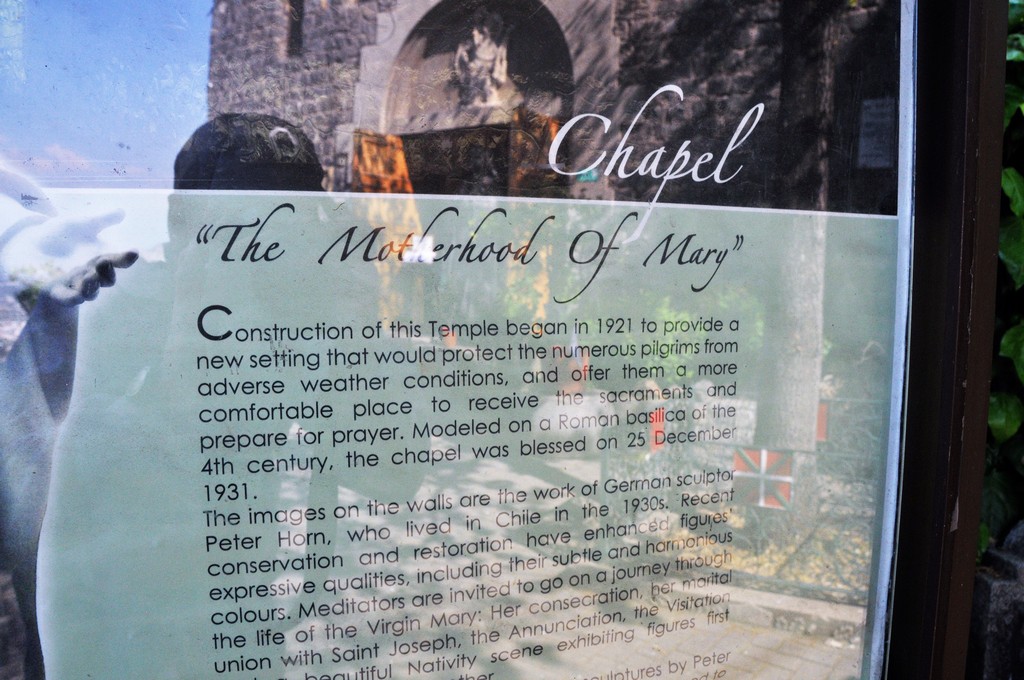 Chapel
“The Motherhood Of Mary”
Construction of this Temple began in 1921 to provide a
new setting that would protect the numerous pilgrims from
adverse weather conditions, and offer them a more
comfortable place to receive the sacraments and
prepare for prayer. Modeled on a Roman basilica of the
4th century, the chapel was blessed on 25 December
1931.
The images on the walls are the work of German sculptor
Peter Horn, who lived in Chile in the 1930s. Recent
conservation and restoration have enhanced figures'
expressive qualities, including their subtle and harmonious
colours. Meditators are invited to go on a journey through
the life of the Virgin Mary: Her consecration, her marital
union with Saint Joseph, the Annunciation, the Visitation
beautiful Nativity scene exhibiting figures first
sculptures by Peter